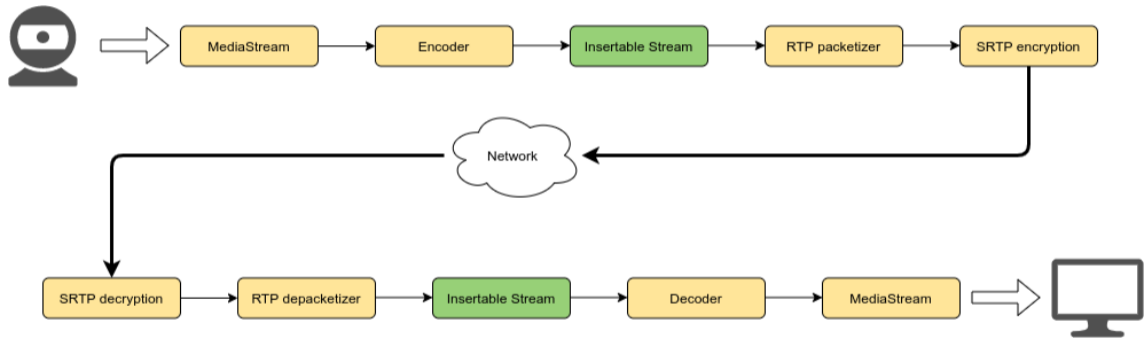 MediaStream
Encoder
Insertable Stream
RTP packetizer
SRTP encryption
Network
SRTP decryption
RTP depacketizer
Insertable Stream
Decoder
MediaStream